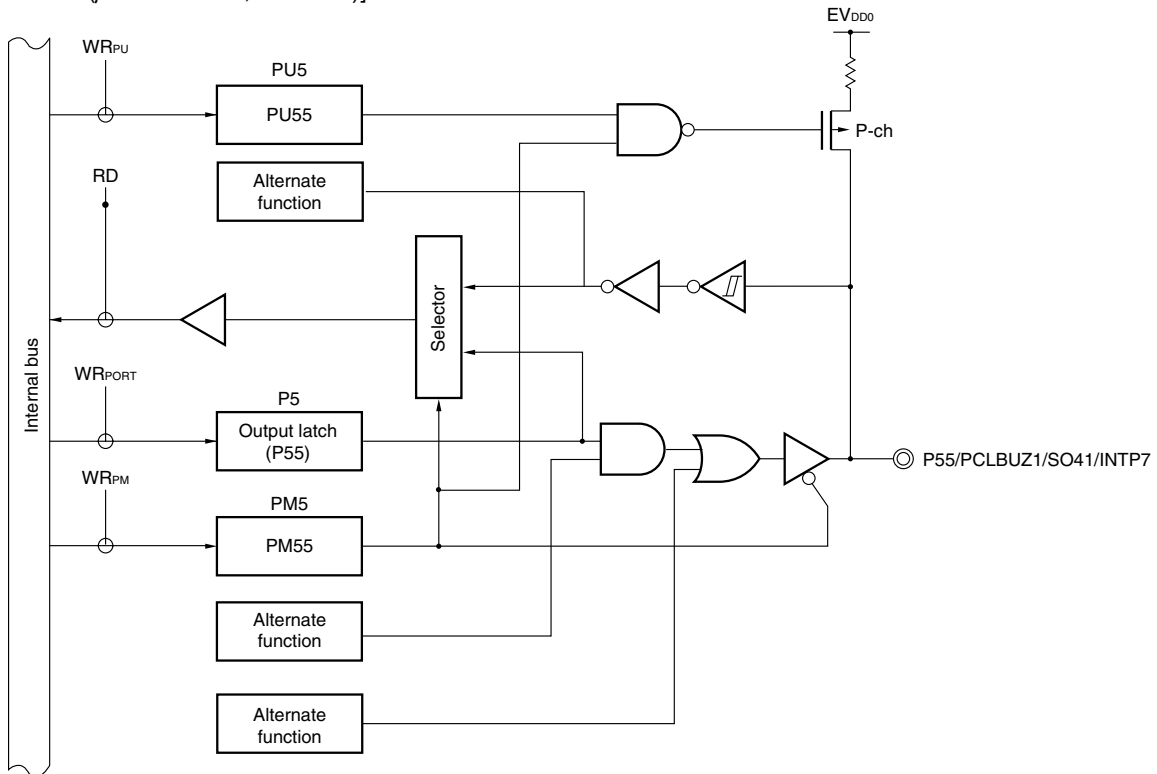 EVDD0
WRPU
PU5
PU55
P-ch
Alternate
function
RD
Selector
Internal bus
WRPORT
P5
Output latch
(P55)
P55/PCLBUZ1/SO41/INTP7
WRPM
PM5
PM55
Alternate
function
Alternate
function